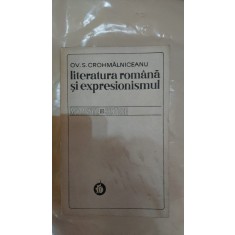 OV. S. CROHMĂLNICEANU
literatura română
și expresionismul